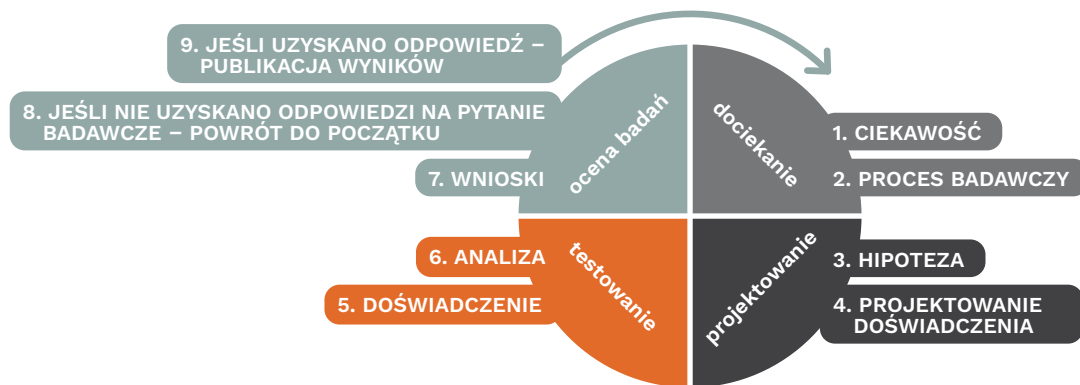 9. JEŚLI UZYSKANO ODPOWIEDŹ –
PUBLIKACJA WYNIKÓW
8. JEŚLI NIE UZYSKANO ODPOWIEDZI NA PYTANIE
BADAWCZE – POWRÓT DO POCZĄTKU
7. WNIOSKI
ocena badań
dociekanie
1. CIEKAWOŚĆ
2. PROCES BADAWCZY
6. ANALIZA
5. DOŚWIADCZENIE
testowanie
projektowanie
3. HIPOTEZA
4. PROJEKTOWANIE
DOŚWIADCZENIA